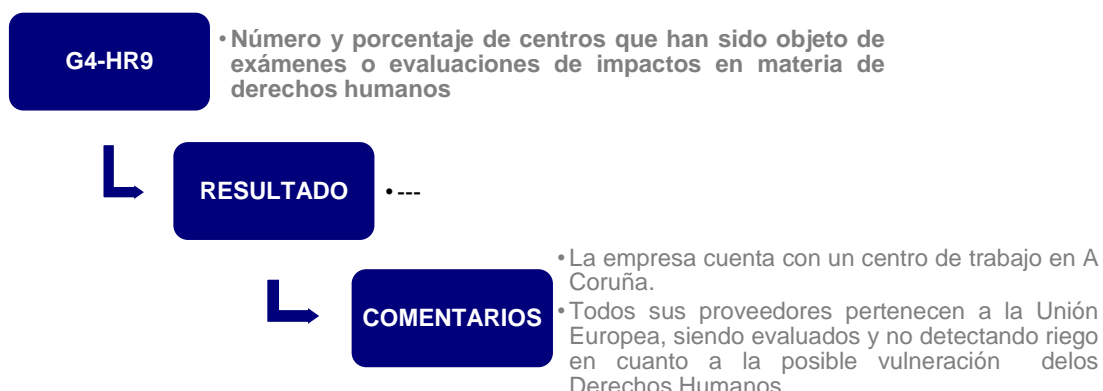 G4-HR9
• Número y porcentaje de centros que han sido objeto de
exámenes o evaluaciones de impactos en materia de
derechos humanos
RESULTADO
• ---
COMENTARIOS
• La empresa cuenta con un centro de trabajo en A
Coruña.
• Todos sus proveedores pertenecen a la Unión
Europea, siendo evaluados y no detectando riego
en cuanto a la posible vulneración delos
Derechos Humanos